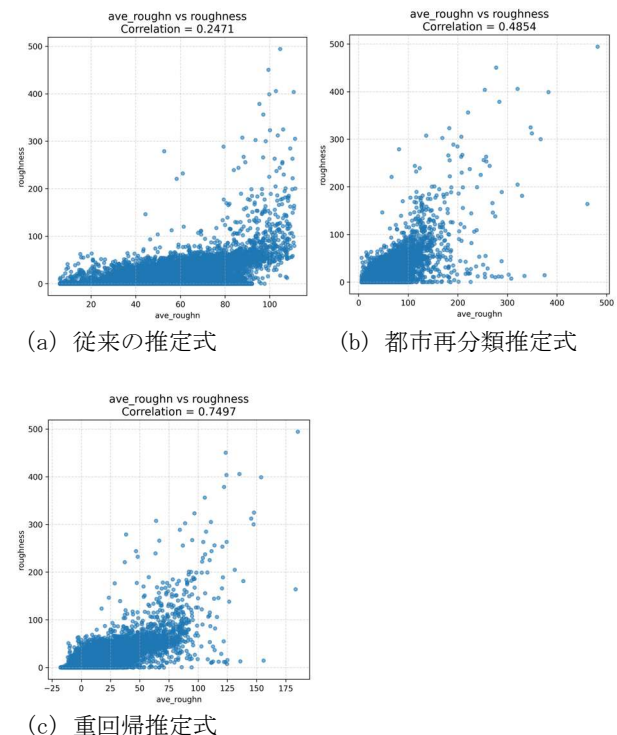 ave_roughn vs roughness
Correlation = 0.2471
500
400
300
200
100
0
roughness
20
40
60
80
100
ave_roughn
(a) 従来の推定式
ave_roughn vs roughness
Correlation = 0.4854
500
400
300
200
100
0
roughness
0
100
200
300
400
500
ave_roughn
(b) 都市再分類推定式
ave_roughn vs roughness
Correlation = 0.7497
500
400
300
200
100
0
roughness
−25
0
25
50
75
100
125
150
175
ave_roughn
(c) 重回帰推定式